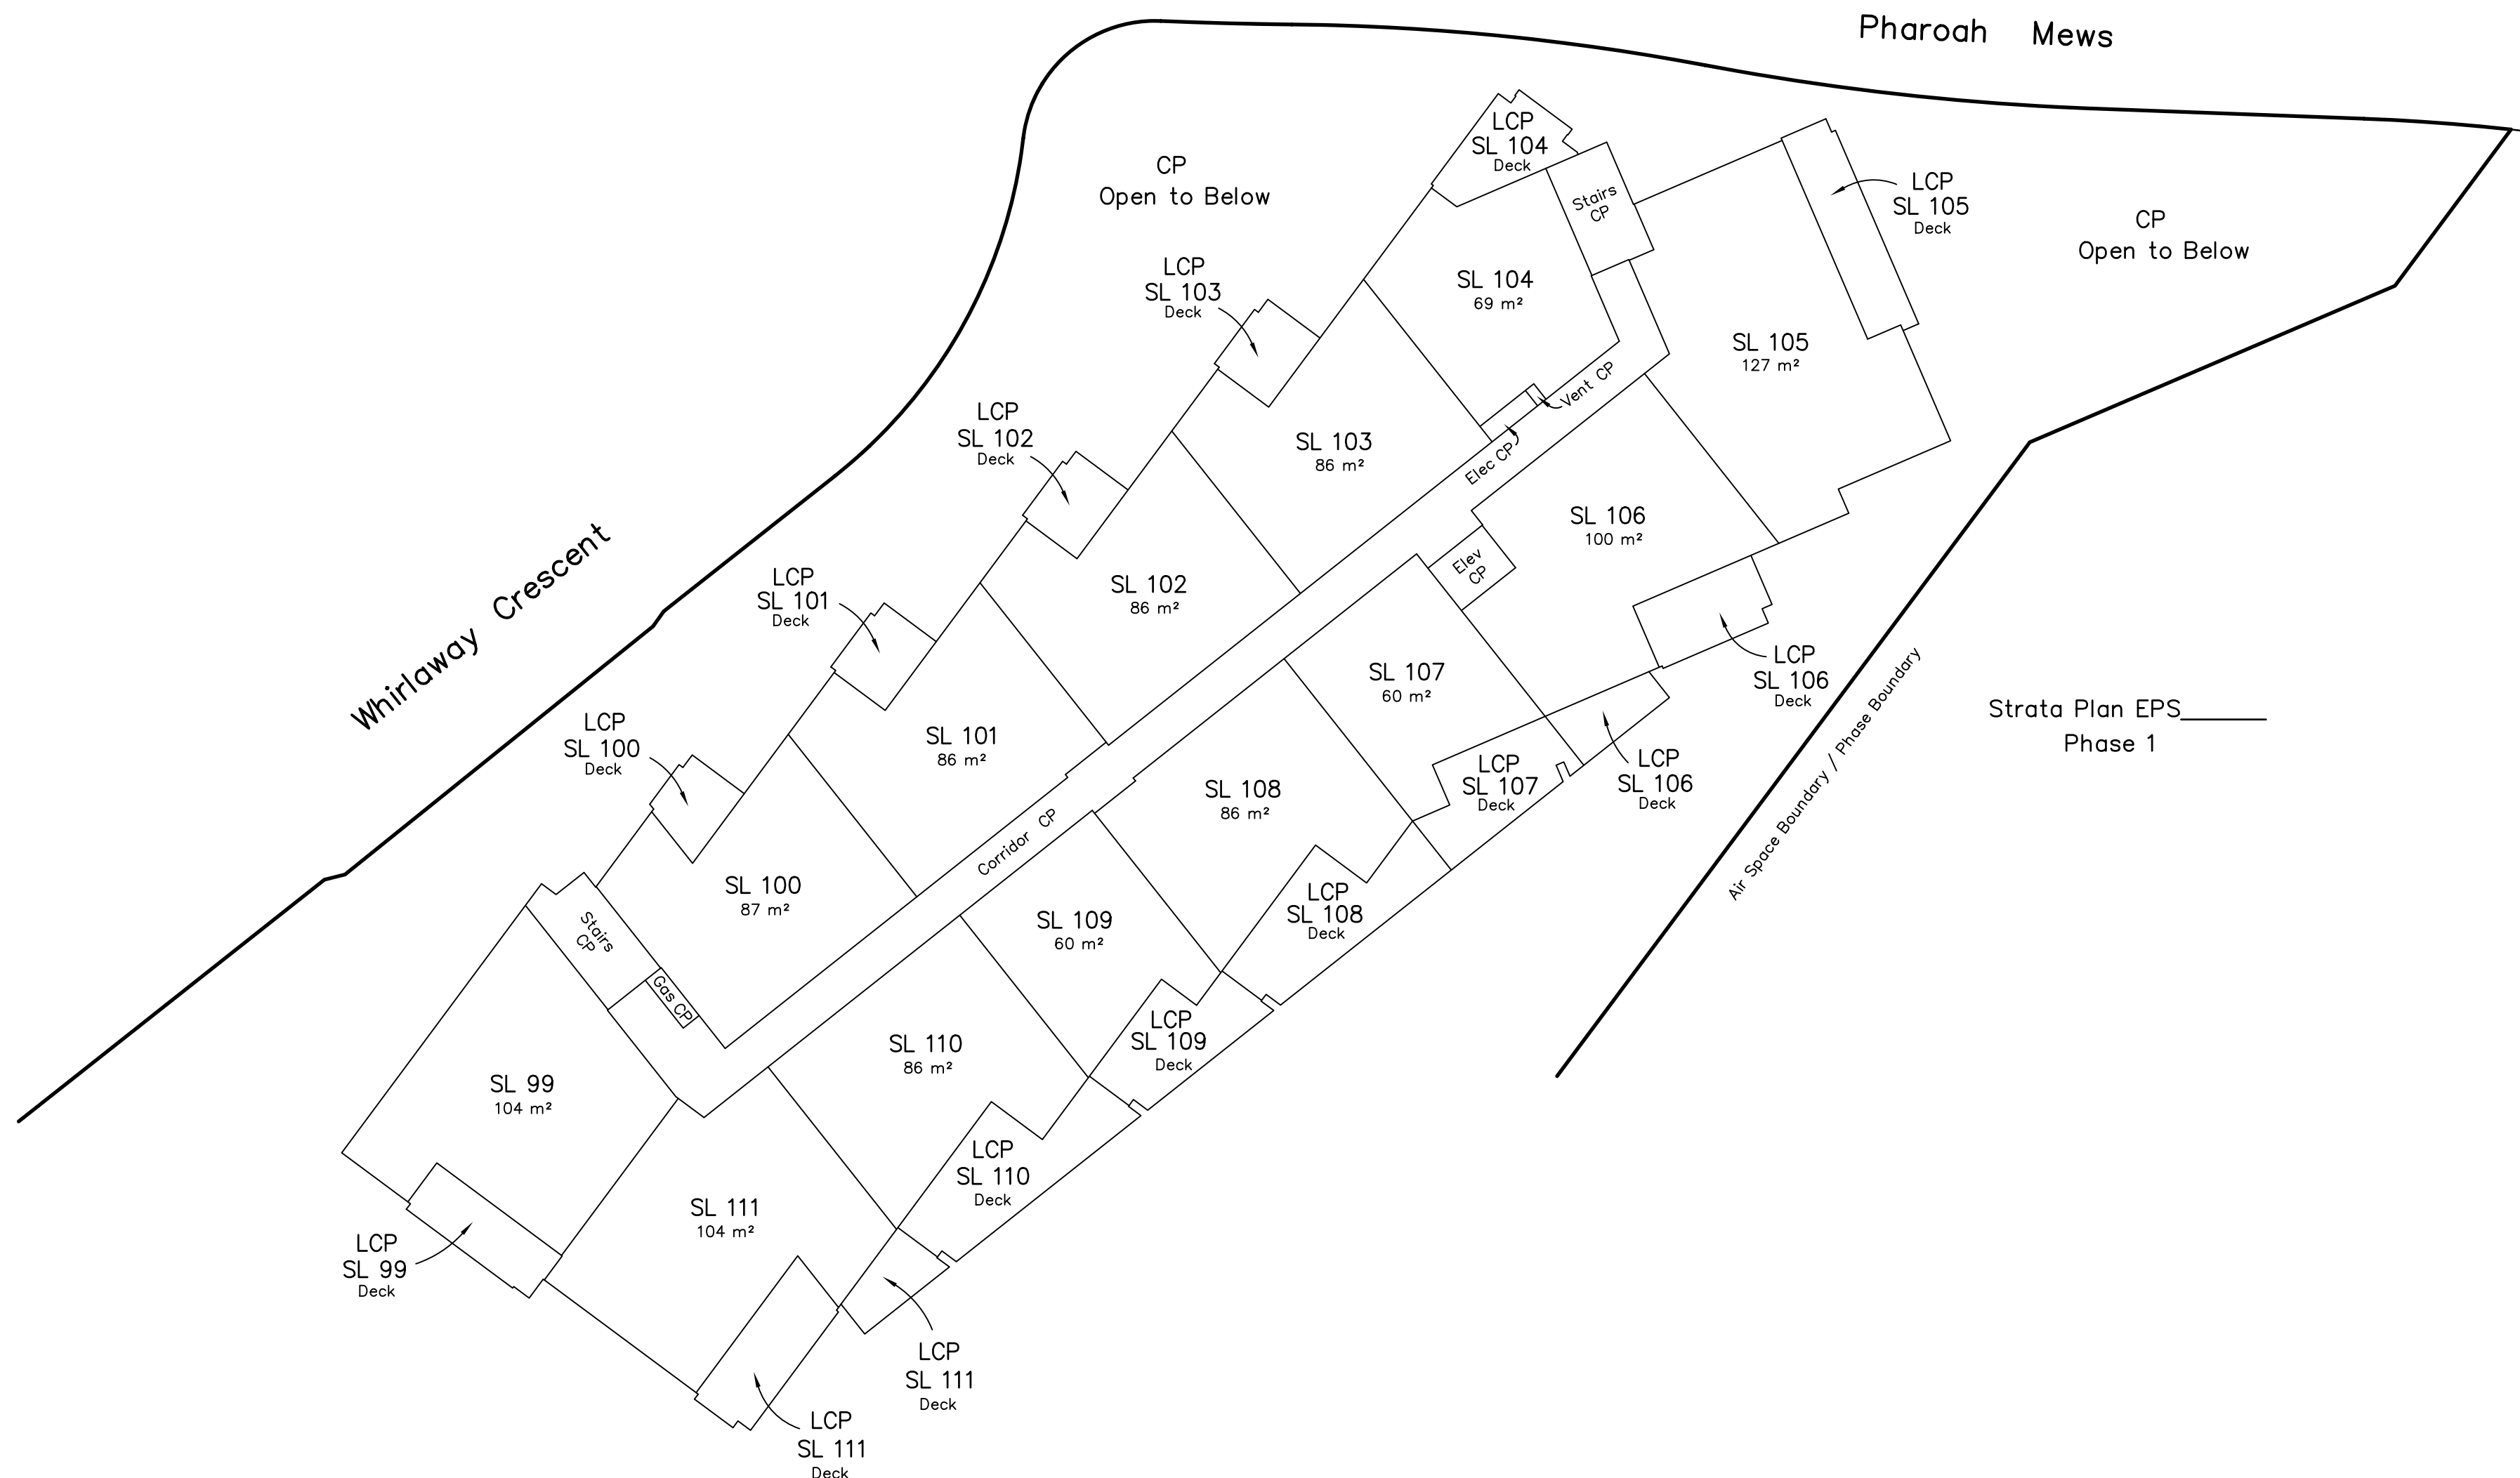 Pharoah Mews
LCP
SL 104
Deck
CP
Open to Below
Stairs
CP
LCP
SL 105
Deck
CP
Open to Below
LCP
SL 103
Deck
SL 104
69 m²
SL 105
127 m²
Vent CP
LCP
SL 102
Deck
SL 103
86 m²
Elec CP
SL 106
100 m²
Whirlaway Crescent
LCP
SL 101
Deck
SL 102
86 m²
Elev
CP
LCP
SL 106
Deck
SL 107
60 m²
Air Space Boundary / Phase Boundary
Strata Plan EPS______
Phase 1
LCP
SL 100
Deck
SL 101
86 m²
LCP
SL 107
Deck
LCP
SL 106
Deck
SL 108
86 m²
Corridor CP
SL 100
87 m²
LCP
SL 108
Deck
Stairs
CP
SL 109
60 m²
Gas CP
LCP
SL 109
Deck
SL 110
86 m²
SL 99
104 m²
LCP
SL 110
Deck
SL 111
104 m²
LCP
SL 99
Deck
LCP
SL 111
Deck
LCP
SL 111
Deck